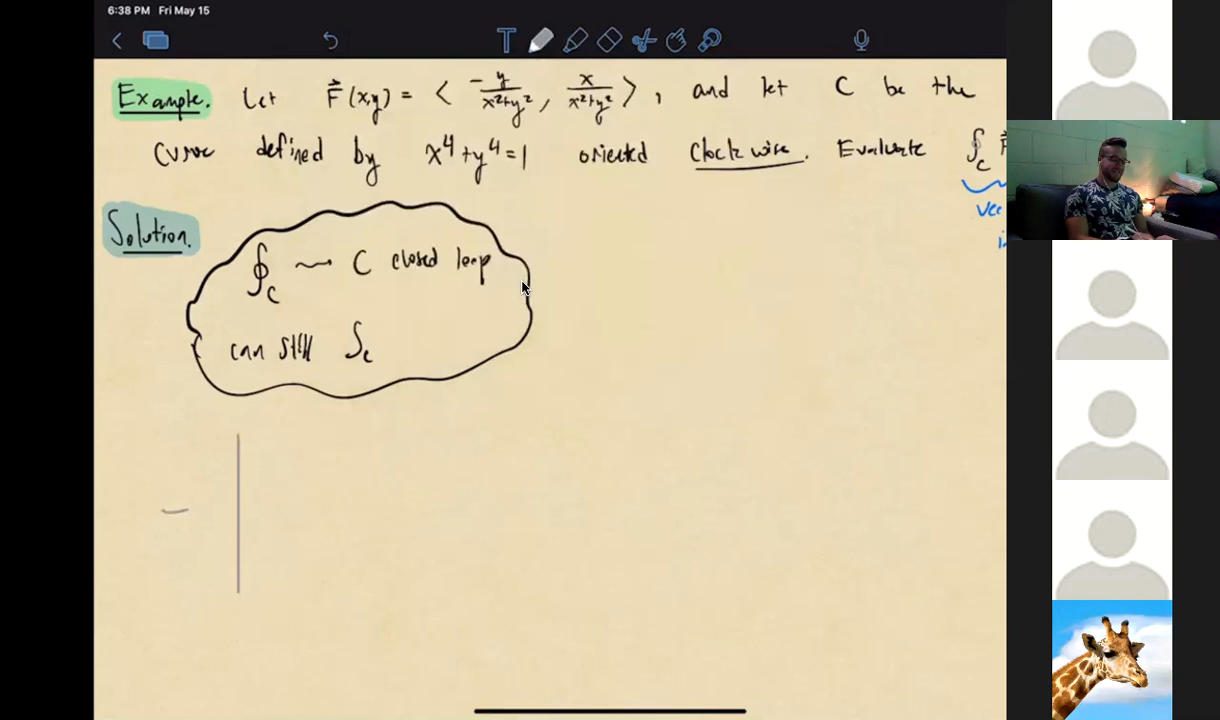 6:38 PM Fri May 15
Example. Let F⃗(x,y) = ⟨ -y/(x²+y²), x/(x²+y²) ⟩, and let C be the
curve defined by x⁴+y⁴=1 oriented Clockwise. Evaluate ∮_C
Solution.
∮_C ⇝ C closed loop
can still ∫_C